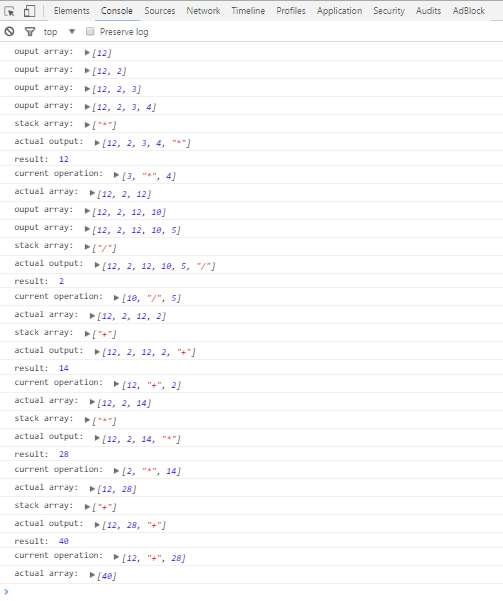 Elements Console Sources Network Timeline Profiles Application Security Audits AdBlock
top Preserve log
ouput array: [12]
ouput array: [12, 2]
ouput array: [12, 2, 3]
ouput array: [12, 2, 3, 4]
stack array: ["*"]
actual output: [12, 2, 3, 4, "*"]
result: 12
current operation: [3, "*", 4]
actual array: [12, 2, 12]
ouput array: [12, 2, 12, 10]
ouput array: [12, 2, 12, 10, 5]
stack array: ["/"]
actual output: [12, 2, 12, 10, 5, "/"]
result: 2
current operation: [10, "/", 5]
actual array: [12, 2, 12, 2]
stack array: ["+"]
actual output: [12, 2, 12, 2, "+"]
result: 14
current operation: [12, "+", 2]
actual array: [12, 2, 14]
stack array: ["*"]
actual output: [12, 2, 14, "*"]
result: 28
current operation: [2, "*", 14]
actual array: [12, 28]
stack array: ["+"]
actual output: [12, 28, "+"]
result: 40
current operation: [12, "+", 28]
actual array: [40]